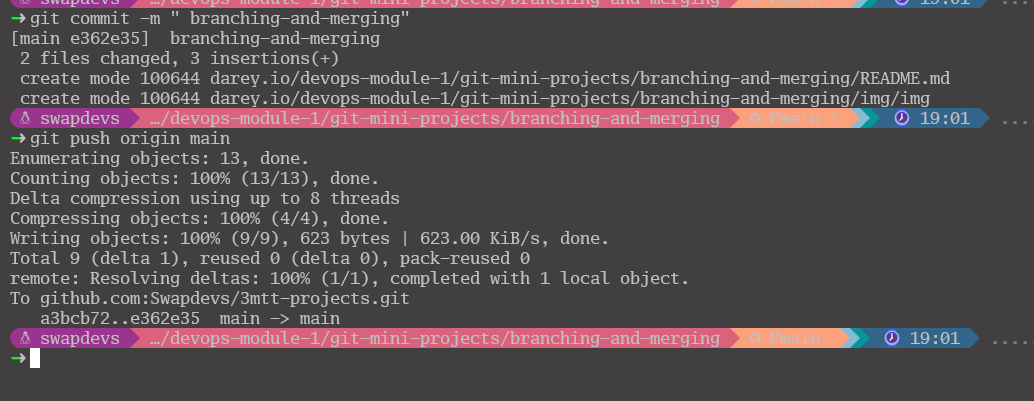 swapdevs …/devops-module-1/git-mini-projects/branching-and-merging 19:01 ....
→ git commit -m " branching-and-merging"
[main e362e35]  branching-and-merging
 2 files changed, 3 insertions(+)
 create mode 100644 darey.io/devops-module-1/git-mini-projects/branching-and-merging/README.md
 create mode 100644 darey.io/devops-module-1/git-mini-projects/branching-and-merging/img/img
swapdevs …/devops-module-1/git-mini-projects/branching-and-merging main ↑ 19:01 ....
→ git push origin main
Enumerating objects: 13, done.
Counting objects: 100% (13/13), done.
Delta compression using up to 8 threads
Compressing objects: 100% (4/4), done.
Writing objects: 100% (9/9), 623 bytes | 623.00 KiB/s, done.
Total 9 (delta 1), reused 0 (delta 0), pack-reused 0
remote: Resolving deltas: 100% (1/1), completed with 1 local object.
To github.com:Swapdevs/3mtt-projects.git
   a3bcb72..e362e35  main -> main
swapdevs …/devops-module-1/git-mini-projects/branching-and-merging main 19:01 ....
→